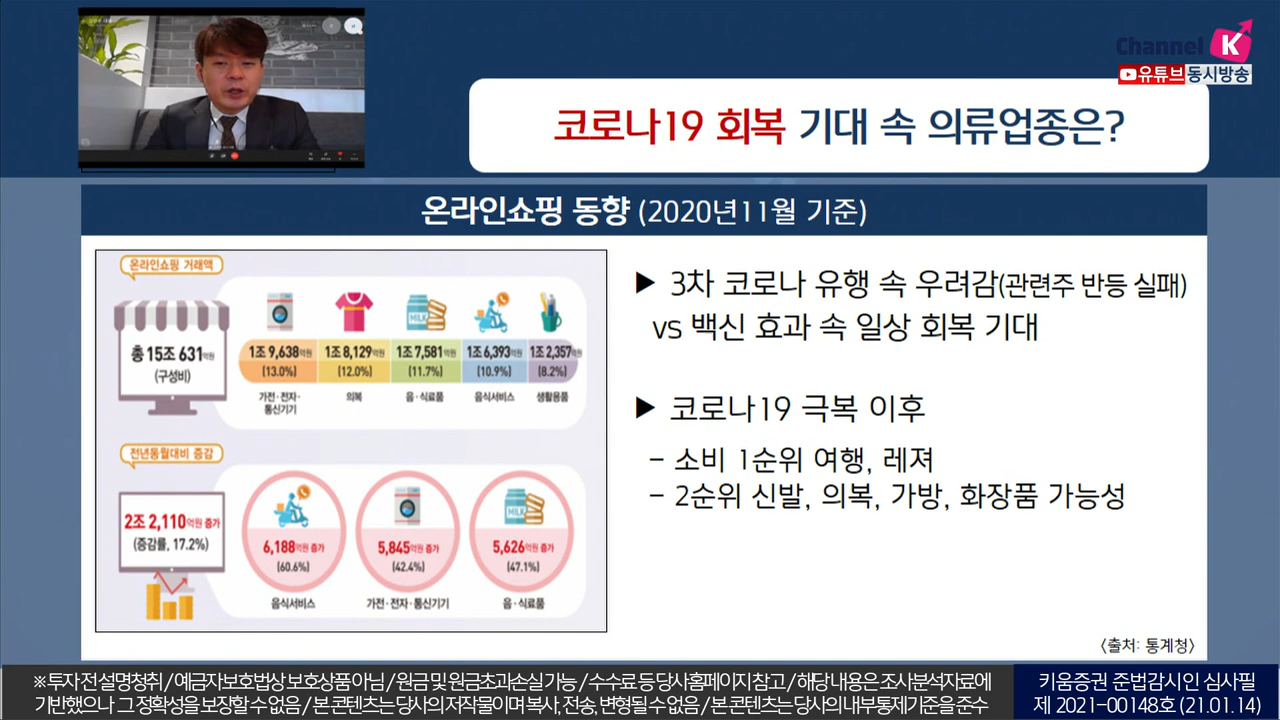 Channel K
유튜브 동시방송
코로나19 회복 기대 속 의류업종은?
온라인쇼핑 동향 (2020년11월 기준)
온라인쇼핑 거래액
총 15조 631억원
(구성비)
1조 9,638억원 1조 8,129억원 1조 7,581억원 1조 6,393억원 1조 2,357억원
(13.0%) (12.0%) (11.7%) (10.9%) (8.2%)
가전·전자·
통신기기
의복
음·식료품
음식서비스
생활용품
MILK
전년동월대비 증감
2조 2,110억원 증가
(증감률, 17.2%)
6,188억원 증가 5,845억원 증가 5,626억원 증가
(60.6%) (42.4%) (47.1%)
음식서비스 가전·전자·통신기기 음·식료품
MILK
▶ 3차 코로나 유행 속 우려감(관련주 반등 실패)
vs 백신 효과 속 일상 회복 기대
▶ 코로나19 극복 이후
- 소비 1순위 여행, 레져
- 2순위 신발, 의복, 가방, 화장품 가능성
<출처: 통계청>
※ 투자 전 설명청취 / 예금자보호법상 보호상품 아님 / 원금 및 원금초과손실 가능 / 수수료 등 당사홈페이지 참고 / 해당 내용은 조사분석자료에
기반했으나 그 정확성을 보장할 수 없음 / 본 콘텐츠는 당사의 저작물이며 복사, 전송, 변형될 수 없음 / 본 콘텐츠는 당사의 내부통제기준을 준수
키움증권 준법감시인 심사필
제 2021-00148호 (21.01.14)